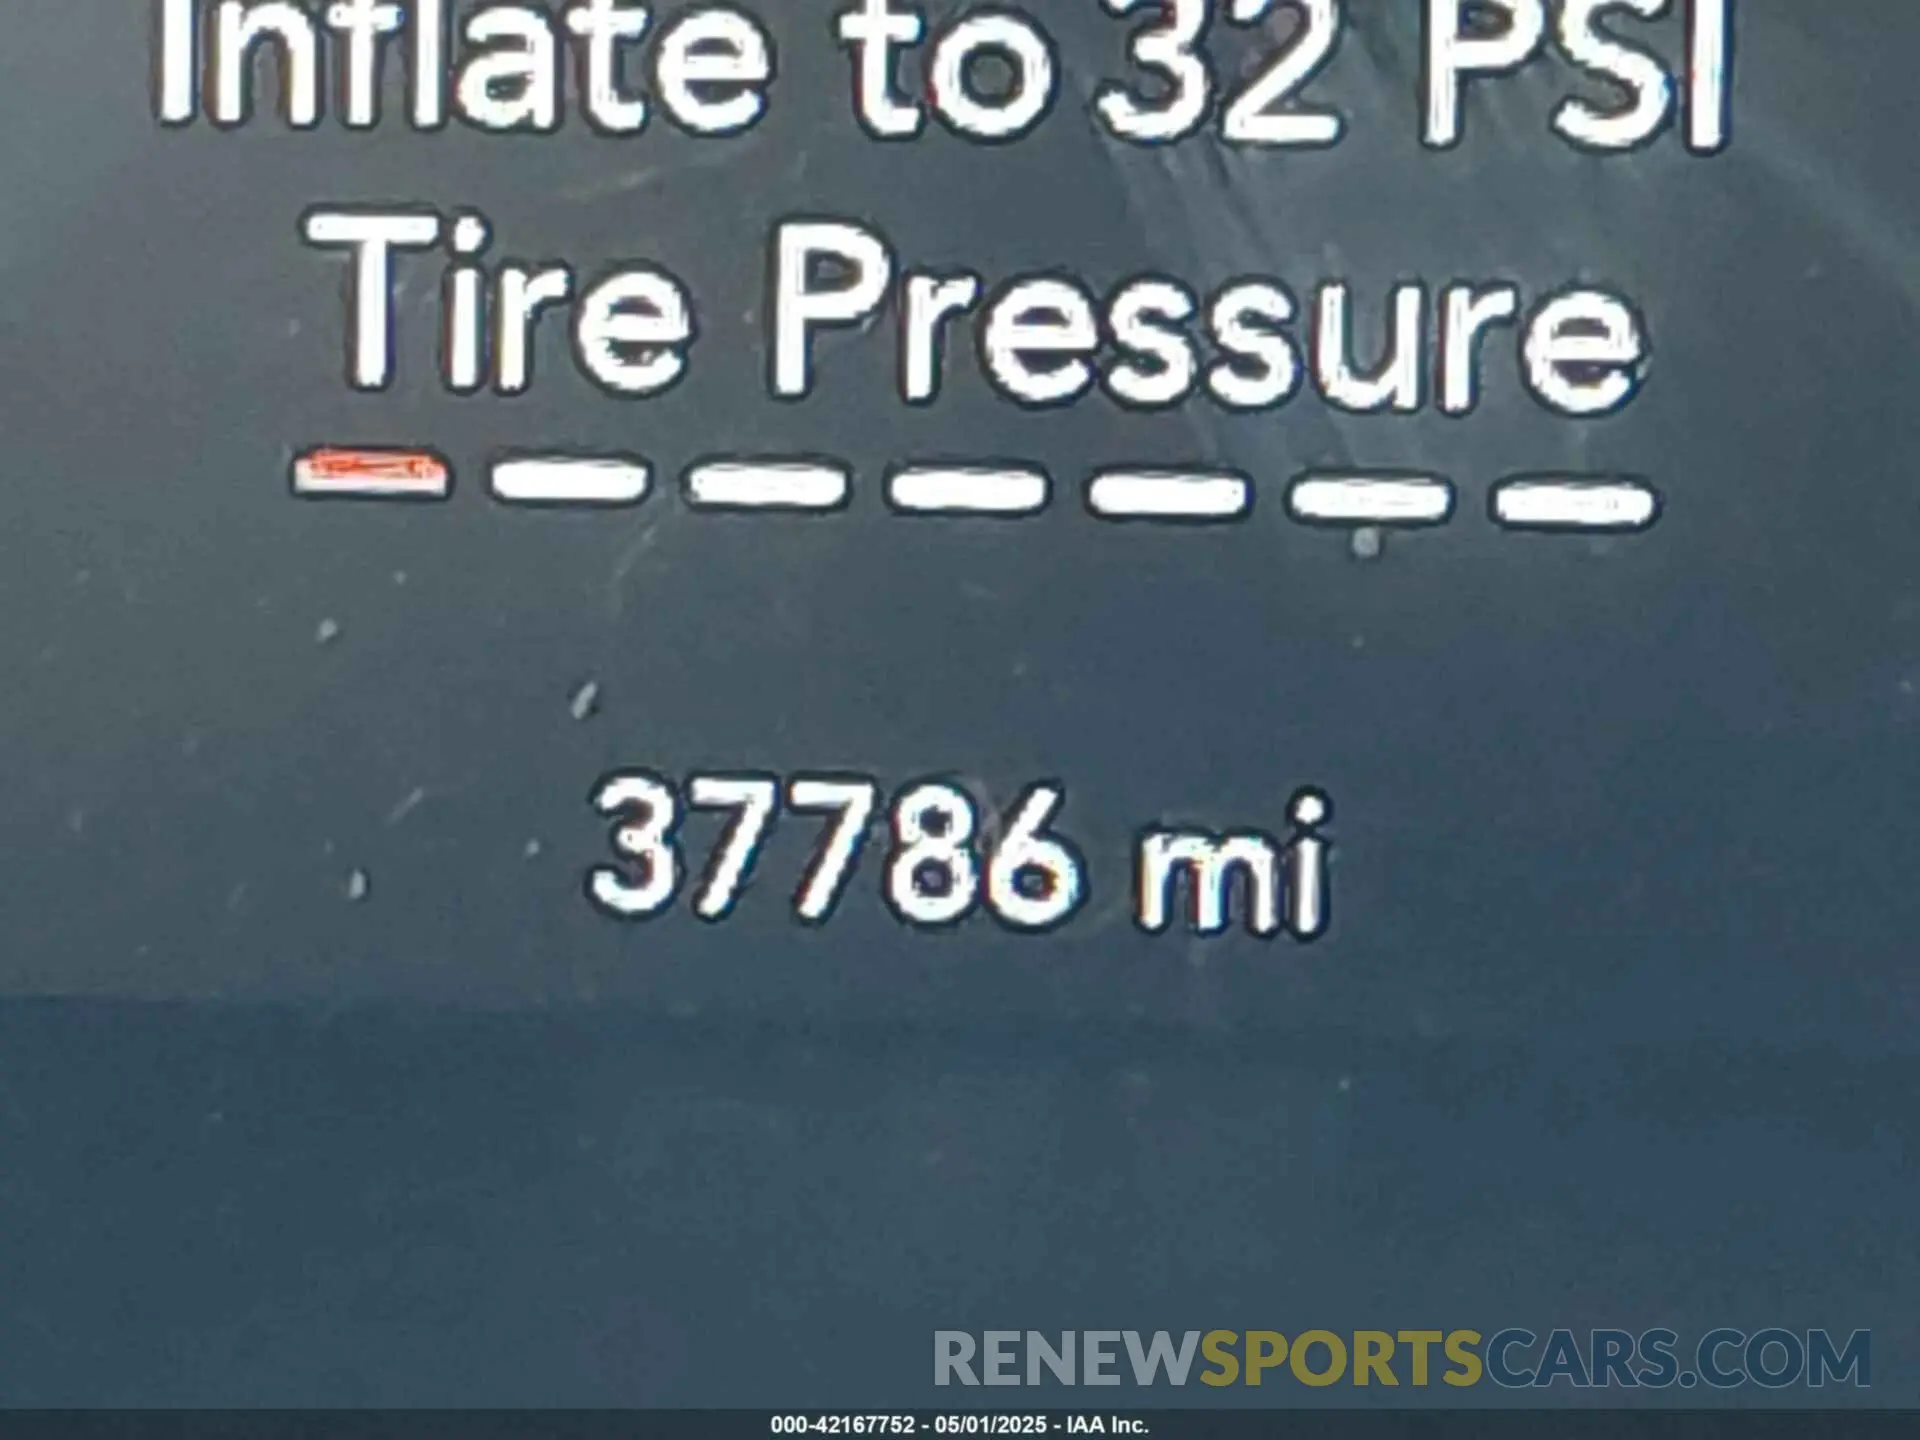 Inflate to 32 PSI
Tire Pressure
37786 mi
RENEWSPORTSCARS.COM
000-42167752 - 05/01/2025 - IAA Inc.